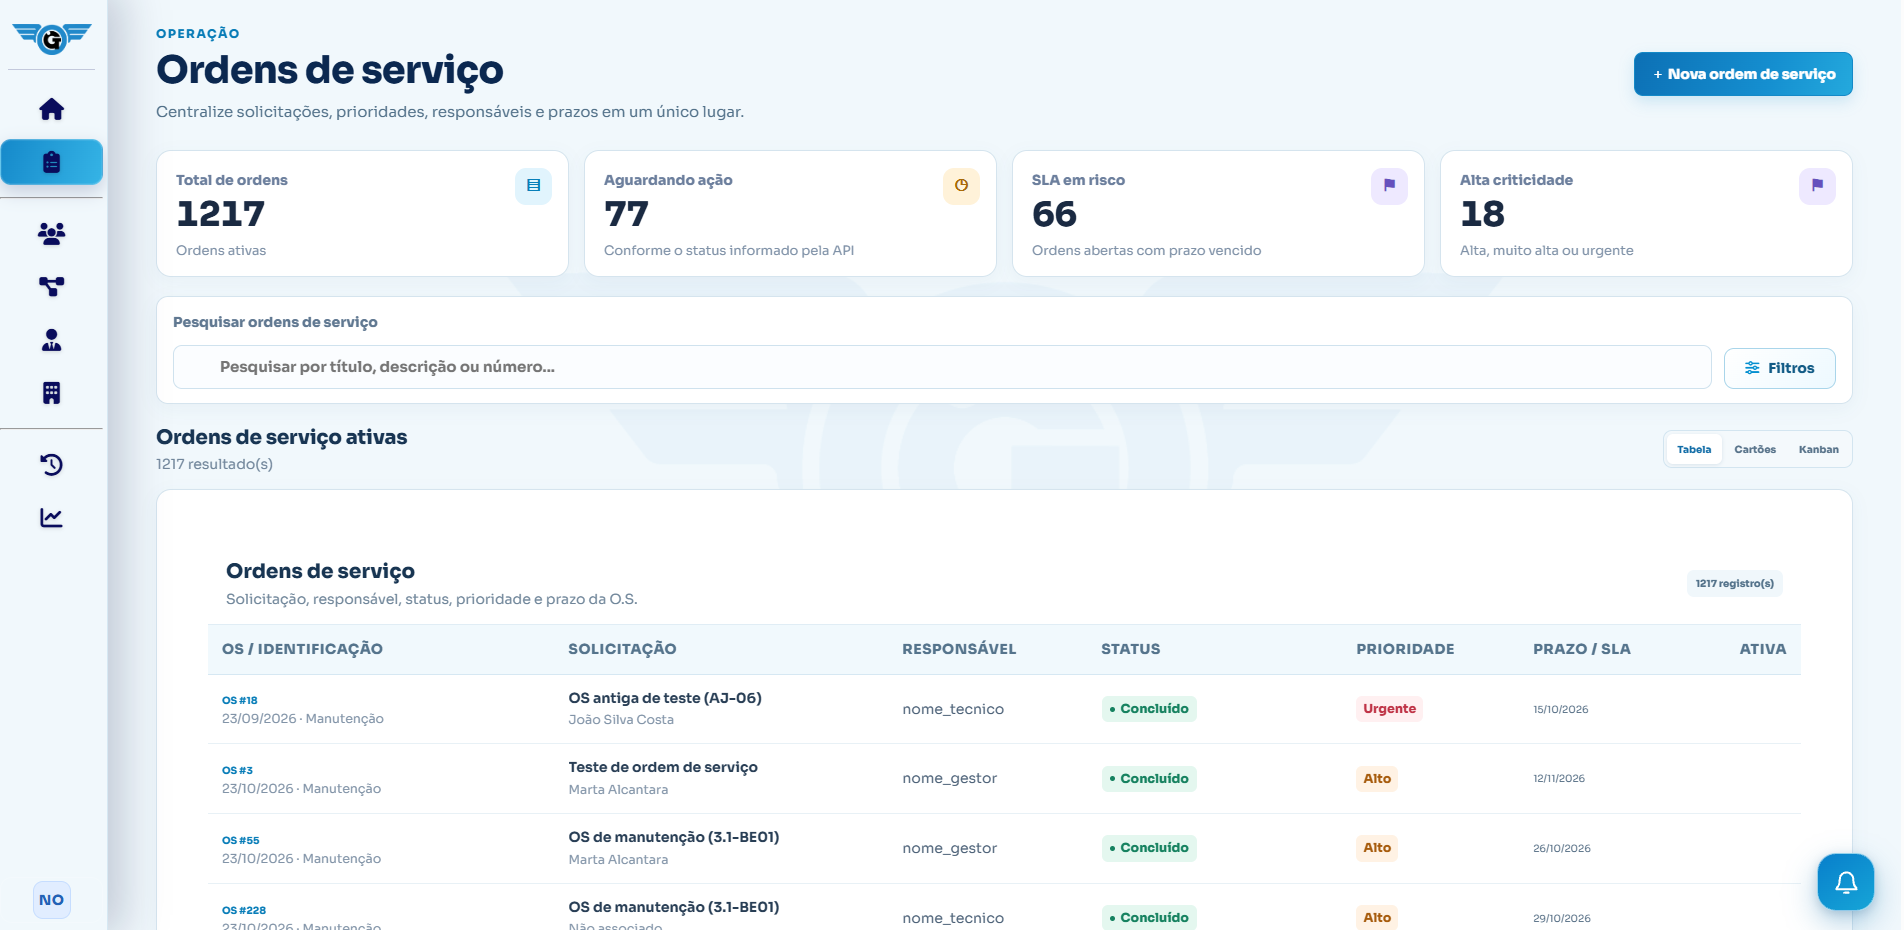 G
OPERAÇÃO
Ordens de serviço
Centralize solicitações, prioridades, responsáveis e prazos em um único lugar.
+ Nova ordem de serviço
Total de ordens
1217
Ordens ativas
Aguardando ação
77
Conforme o status informado pela API
SLA em risco
66
Ordens abertas com prazo vencido
Alta criticidade
18
Alta, muito alta ou urgente
Pesquisar ordens de serviço
Pesquisar por título, descrição ou número...
Filtros
Ordens de serviço ativas
1217 resultado(s)
Tabela Cartões Kanban
Ordens de serviço
Solicitação, responsável, status, prioridade e prazo da O.S.
1217 registro(s)
OS / IDENTIFICAÇÃO SOLICITAÇÃO RESPONSÁVEL STATUS PRIORIDADE PRAZO / SLA ATIVA
OS #18
23/09/2026 · Manutenção
OS antiga de teste (AJ-06)
João Silva Costa
nome_tecnico
• Concluído
Urgente
15/10/2026
OS #3
23/10/2026 · Manutenção
Teste de ordem de serviço
Marta Alcantara
nome_gestor
• Concluído
Alto
12/11/2026
OS #55
23/10/2026 · Manutenção
OS de manutenção (3.1-BE01)
Marta Alcantara
nome_gestor
• Concluído
Alto
26/10/2026
OS #228
23/10/2026 · Manutenção
OS de manutenção (3.1-BE01)
Não associado
nome_tecnico
• Concluído
Alto
29/10/2026
NO